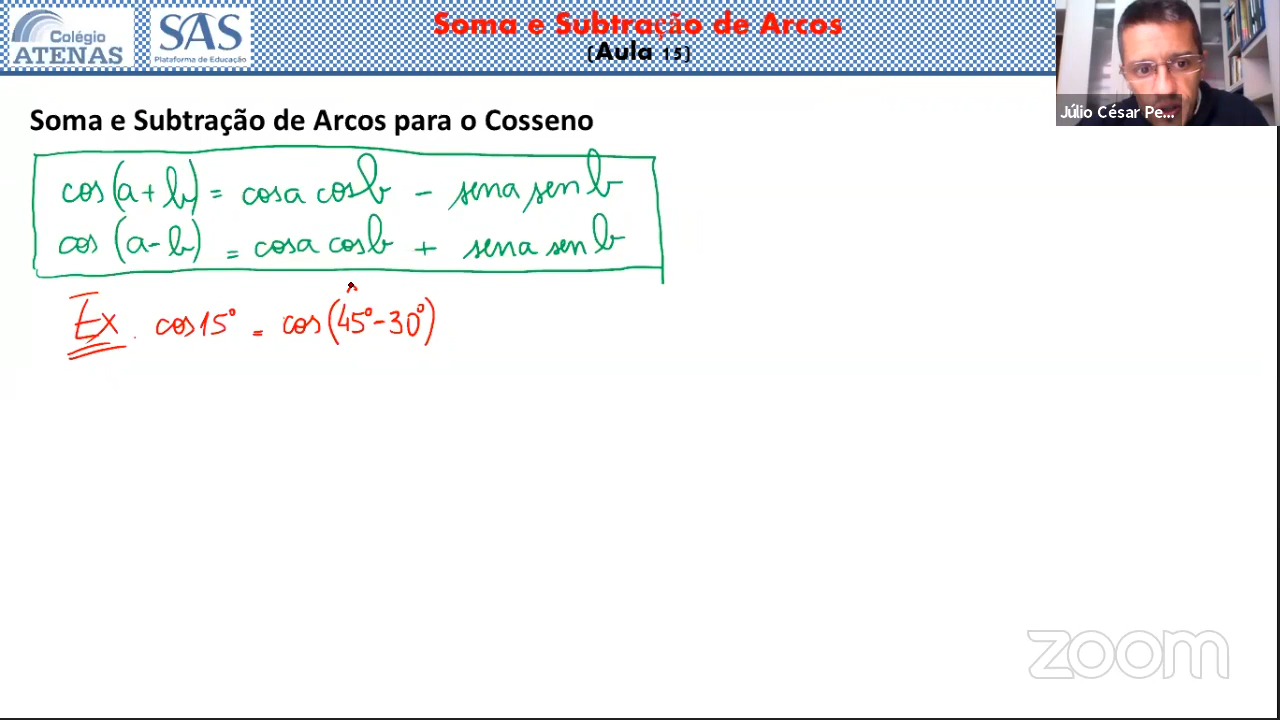 Colégio
ATENAS
SAS
Plataforma de Educação
Soma e Subtração de Arcos
(Aula 15)
Júlio César Pe...
Soma e Subtração de Arcos para o Cosseno
cos(a+b) = cosa cosb - sena senb
cos(a-b) = cosa cosb + sena senb
Ex. cos15° = cos(45°-30°)
zoom